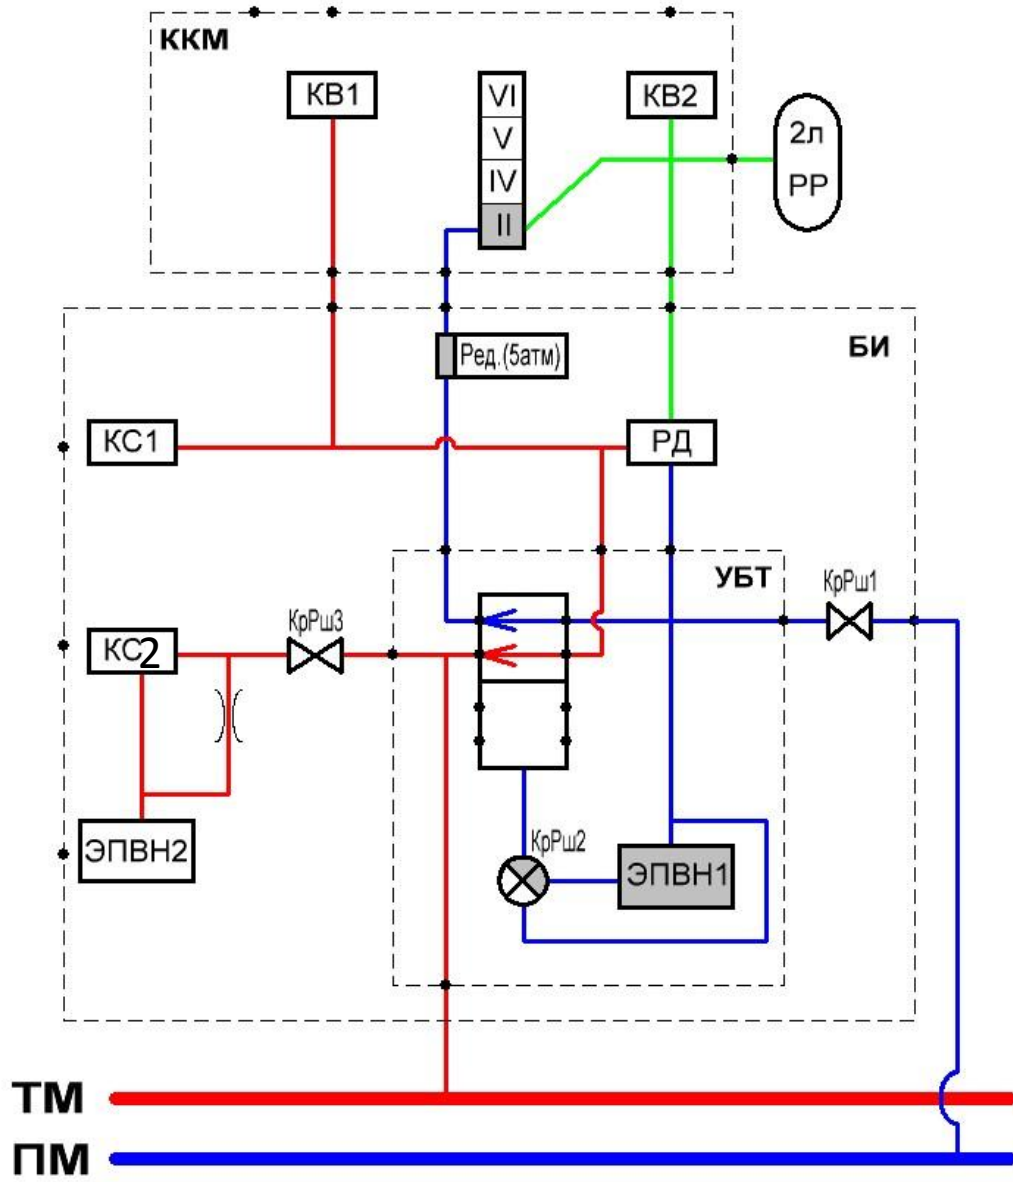 ККМ
КВ1
VI
V
IV
II
КВ2
2л
РР
БИ
Ред.(5атм)
КС1
РД
УБТ
КрРш1
КрРш3
КС2
КрРш2
ЭПВН2
ЭПВН1
ТМ
ПМ